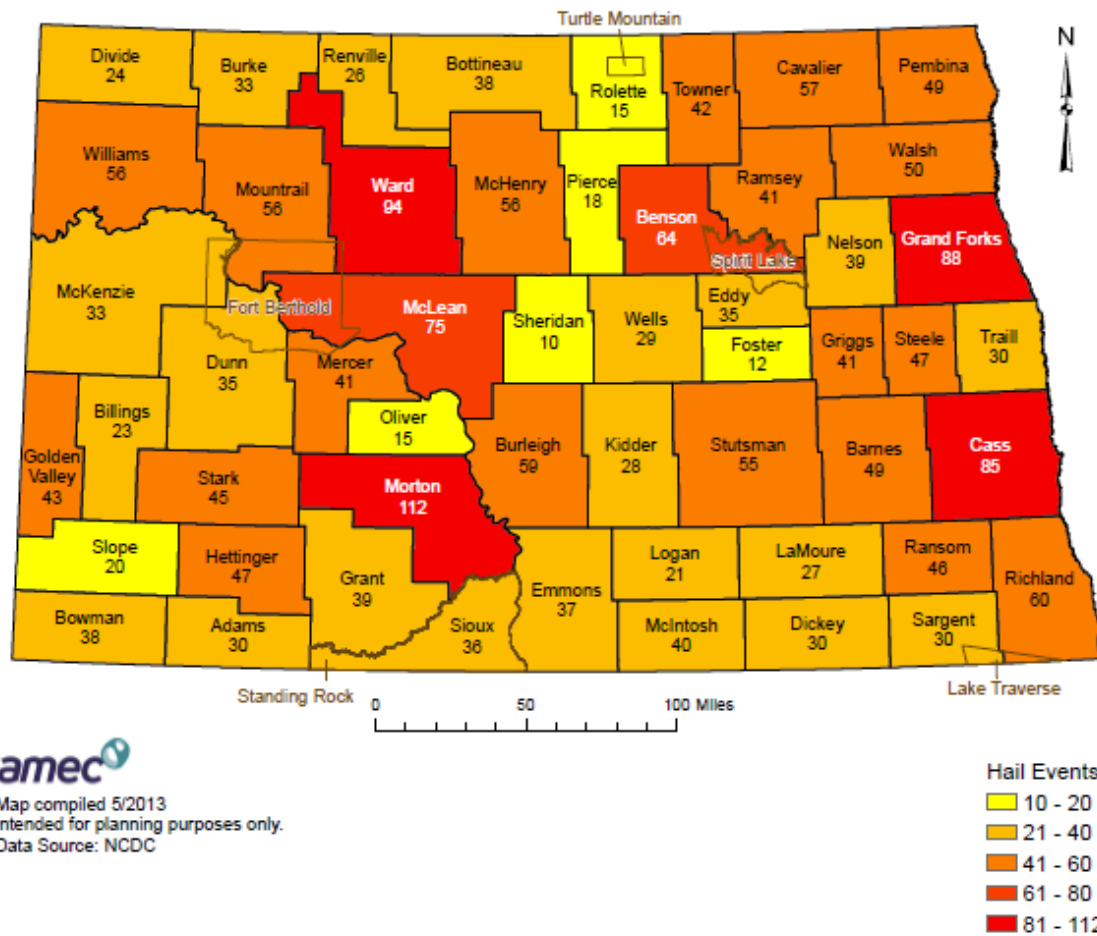 Turtle Mountain
N
Divide
24
Burke
33
Renville
26
Bottineau
38
Rolette
15
Towner
42
Cavalier
57
Pembina
49
Williams
56
Mountrail
56
Ward
94
McHenry
56
Pierce
18
Benson
64
Ramsey
41
Walsh
50
Spirit Lake
Nelson
39
Grand Forks
88
McKenzie
33
Fort Berthold
Dunn
35
McLean
75
Mercer
41
Sheridan
10
Wells
29
Eddy
35
Foster
12
Griggs
41
Steele
47
Traill
30
Billings
23
Golden
Valley
43
Stark
45
Oliver
15
Morton
112
Burleigh
59
Kidder
28
Stutsman
55
Barnes
49
Cass
85
Slope
20
Hettinger
47
Grant
39
Emmons
37
Logan
21
LaMoure
27
Ransom
46
Richland
60
Bowman
38
Adams
30
Sioux
36
McIntosh
40
Dickey
30
Sargent
30
Standing Rock
Lake Traverse
0 50 100 Miles
amec
Map compiled 5/2013
ntended for planning purposes only.
Data Source: NCDC
Hail Events
10 - 20
21 - 40
41 - 60
61 - 80
81 - 112